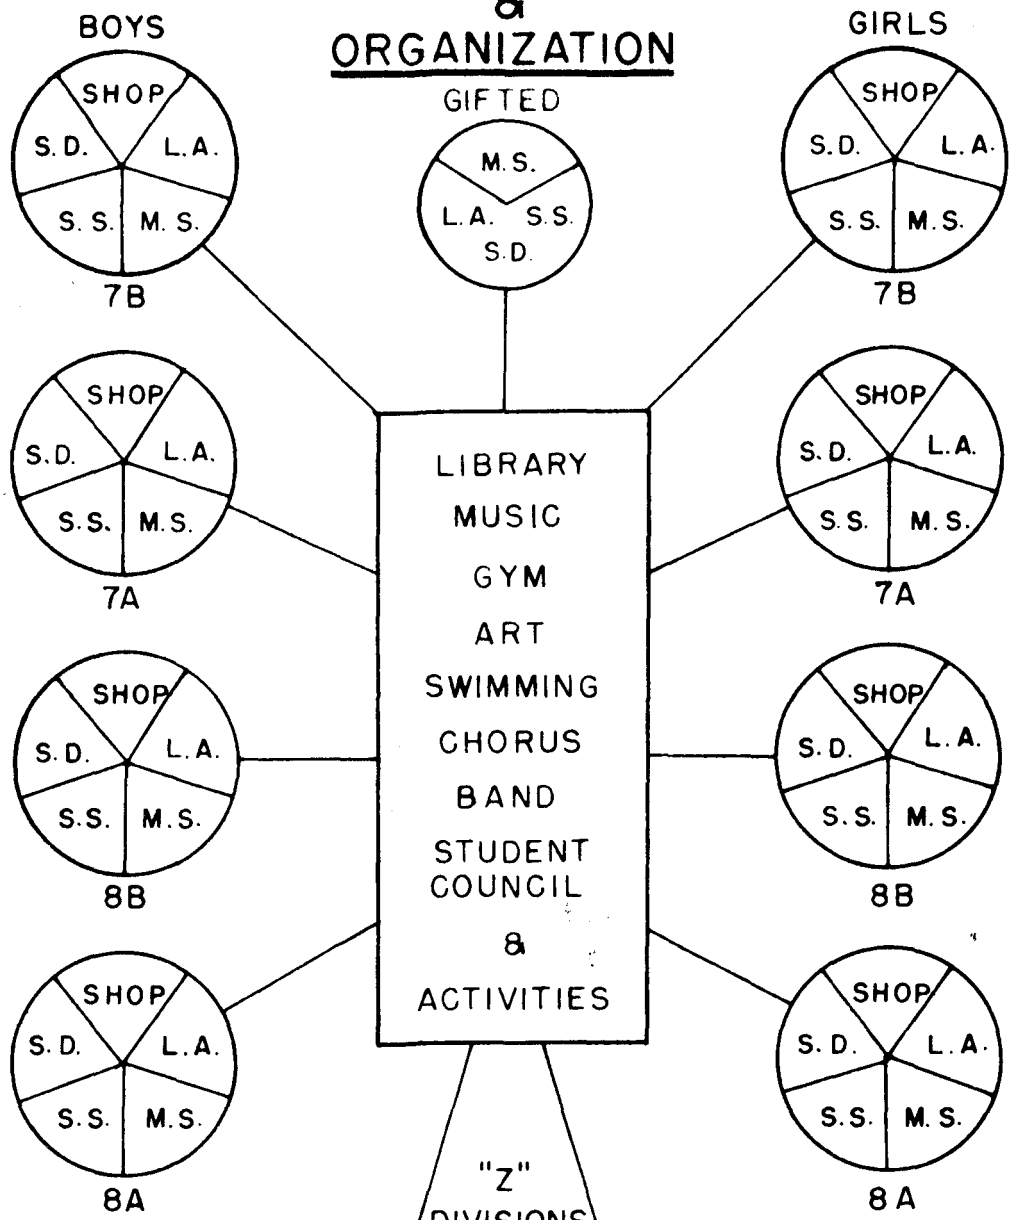 &
ORGANIZATION
BOYS
GIFTED
GIRLS
SHOP
S.D. L.A.
S.S. M.S.
7B
M.S.
L.A. S.S.
S.D.
SHOP
S.D. L.A.
S.S. M.S.
7B
SHOP
S.D. L.A.
S.S. M.S.
7A
SHOP
S.D. L.A.
S.S. M.S.
7A
SHOP
S.D. L.A.
S.S. M.S.
8B
SHOP
S.D. L.A.
S.S. M.S.
8B
SHOP
S.D. L.A.
S.S. M.S.
8A
SHOP
S.D. L.A.
S.S. M.S.
8A
LIBRARY
MUSIC
GYM
ART
SWIMMING
CHORUS
BAND
STUDENT
COUNCIL
&
ACTIVITIES
"Z"
DIVISIONS